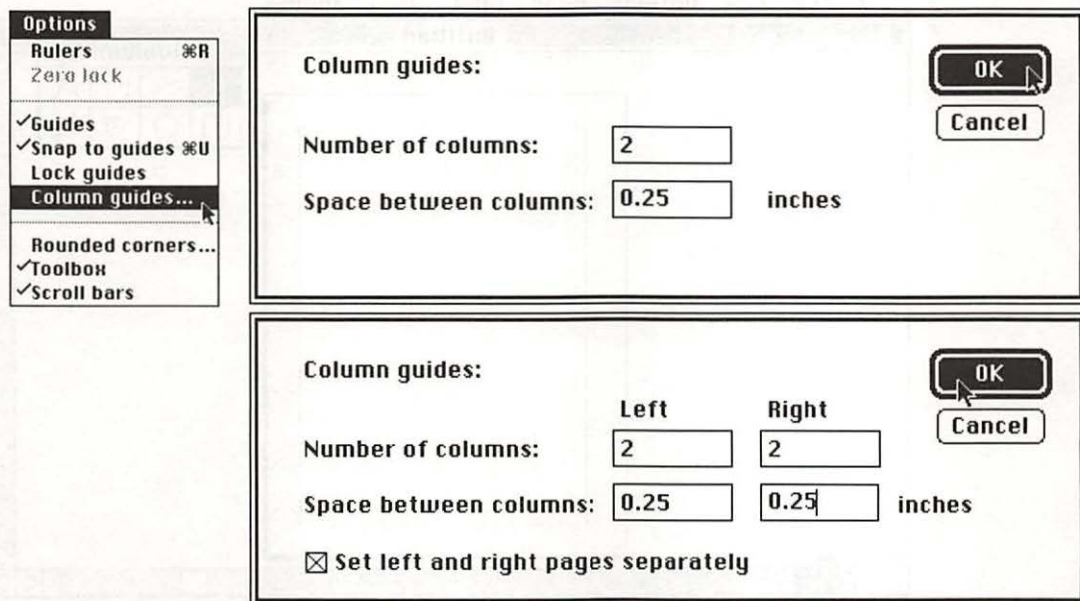 Options
Rulers ⌘R
Zero lock
✓Guides
✓Snap to guides ⌘U
Lock guides
Column guides...
Rounded corners...
✓Toolbox
✓Scroll bars
Column guides:
OK
Cancel
Number of columns: 2
Space between columns: 0.25 inches
Column guides:
OK
Cancel
Left Right
Number of columns: 2 2
Space between columns: 0.25 0.25 inches
☒ Set left and right pages separately